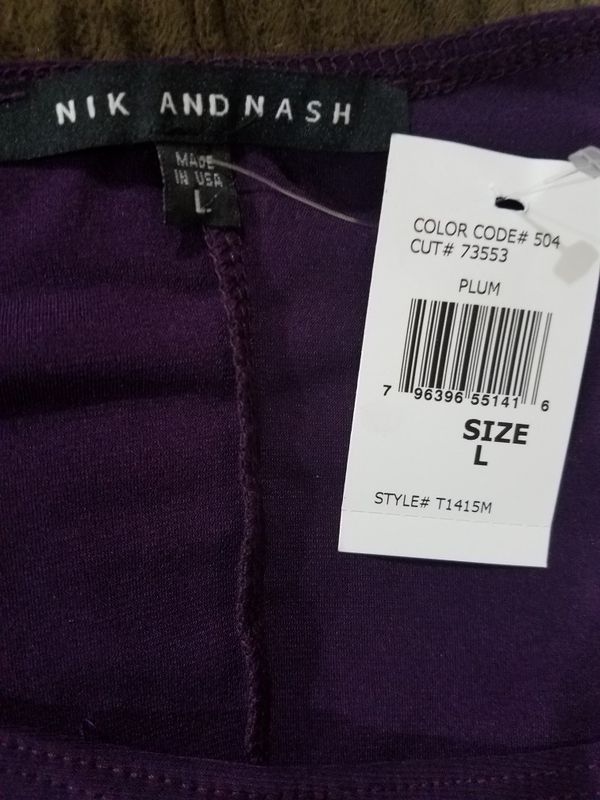 NIK AND NASH
MADE
IN USA
L
COLOR CODE# 504
CUT# 73553
PLUM
7 96396 55141 6
SIZE
L
STYLE# T1415M